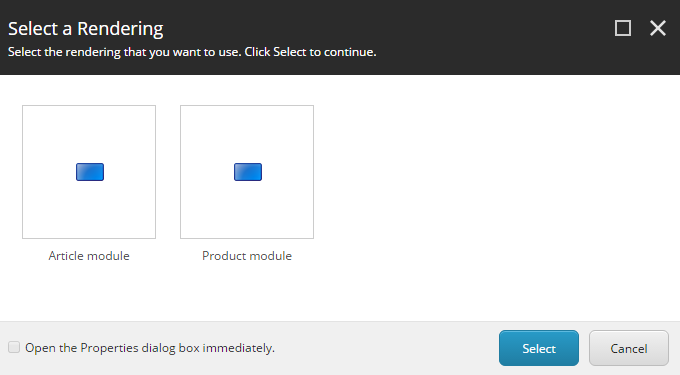 Select a Rendering
Select the rendering that you want to use. Click Select to continue.
Article module
Product module
Open the Properties dialog box immediately.
Select
Cancel